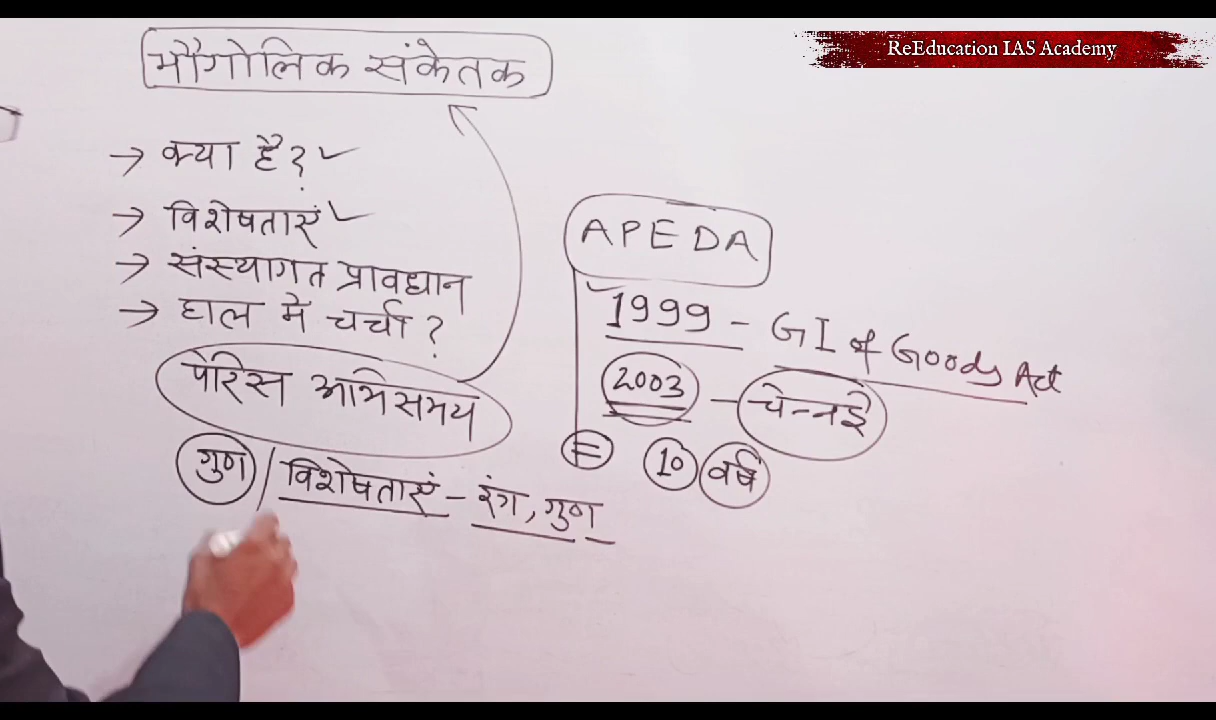 ReEducation IAS Academy
भौगोलिक संकेतक
→ क्या है? ✓
→ विशेषताएं ✓
→ संस्थागत प्रावधान
→ हाल में चर्चा?
पेरिस अभिसमय
गुण / विशेषताएं - रंग, गुण
APEDA
1999 - GI of Goods Act
2003 - चेन्नई
10 वर्ष